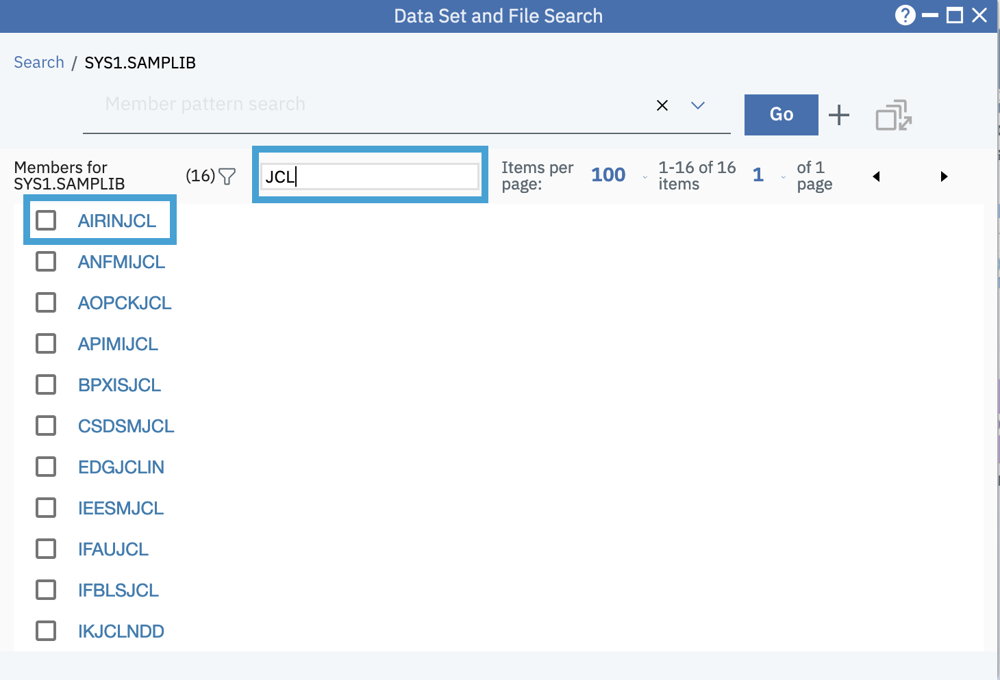 Data Set and File Search
Search / SYS1.SAMPLIB
Member pattern search
Go
Members for
SYS1.SAMPLIB
(16)
JCL
Items per
page:
100
1-16 of 16
items
1
of 1
page
AIRINJCL
ANFMIJCL
AOPCKJCL
APIMIJCL
BPXISJCL
CSDSMJCL
EDGJCLIN
IEESMJCL
IFAUJCL
IFBLSJCL
IKJCLNDD